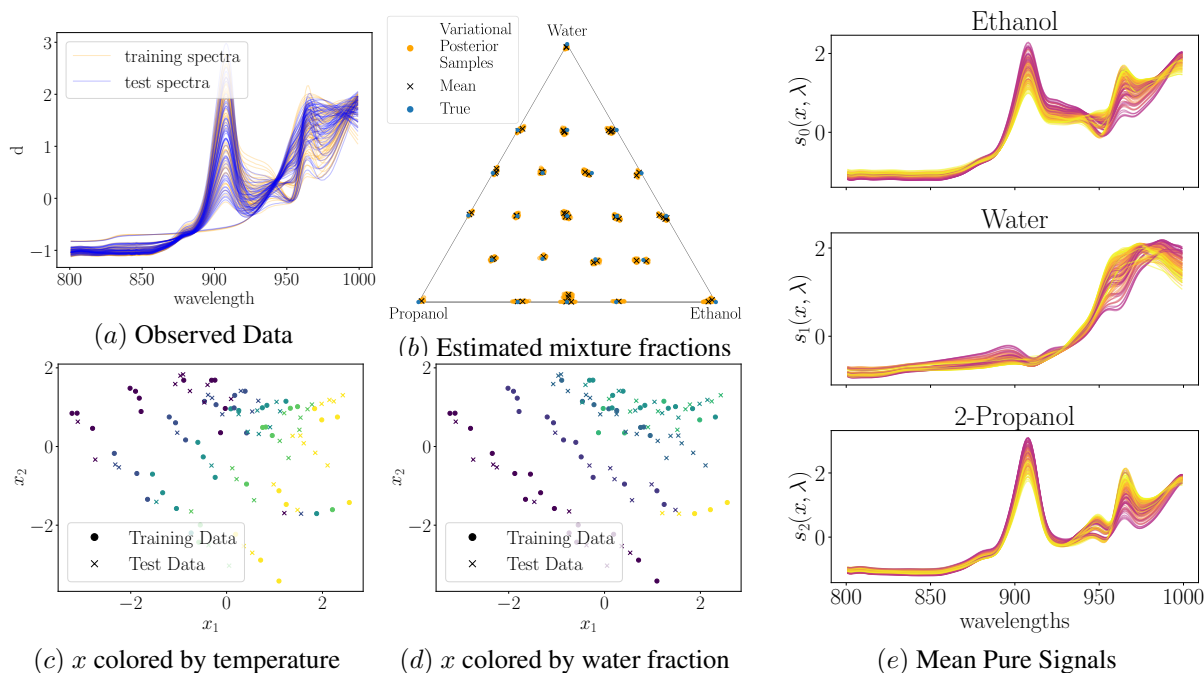 3
2
1
0
−1
d
training spectra
test spectra
800
850
900
950
1000
wavelength
(a) Observed Data
Variational
Posterior
Samples
Mean
True
Water
Propanol
Ethanol
(b) Estimated mixture fractions
2
0
−2
x₂
Training Data
Test Data
−2
0
2
x₁
(c) x colored by temperature
2
0
−2
x₂
Training Data
Test Data
−2
0
2
x₁
(d) x colored by water fraction
Ethanol
2
0
s₀(x, λ)
Water
2
0
s₁(x, λ)
2-Propanol
2
0
s₂(x, λ)
800
850
900
950
1000
wavelengths
(e) Mean Pure Signals